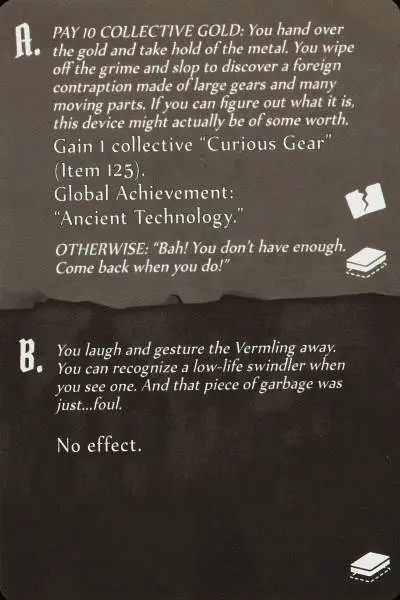 A. PAY 10 COLLECTIVE GOLD: You hand over
the gold and take hold of the metal. You wipe
off the grime and slop to discover a foreign
contraption made of large gears and many
moving parts. If you can figure out what it is,
this device might actually be of some worth.
Gain 1 collective “Curious Gear”
(Item 123).
Global Achievement:
“Ancient Technology.”
OTHERWISE: “Bah! You don’t have enough.
Come back when you do!”
B. You laugh and gesture the Vermling away.
You can recognize a low-life swindler when
you see one. And that piece of garbage was
just...foul.
No effect.